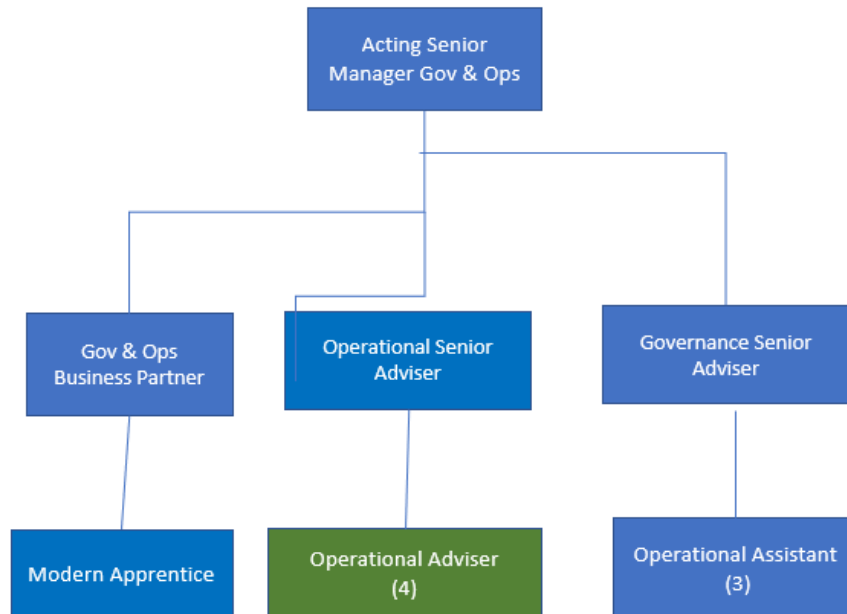 Acting Senior
Manager Gov & Ops
Gov & Ops
Business Partner
Operational Senior
Adviser
Governance Senior
Adviser
Modern Apprentice
Operational Adviser
(4)
Operational Assistant
(3)